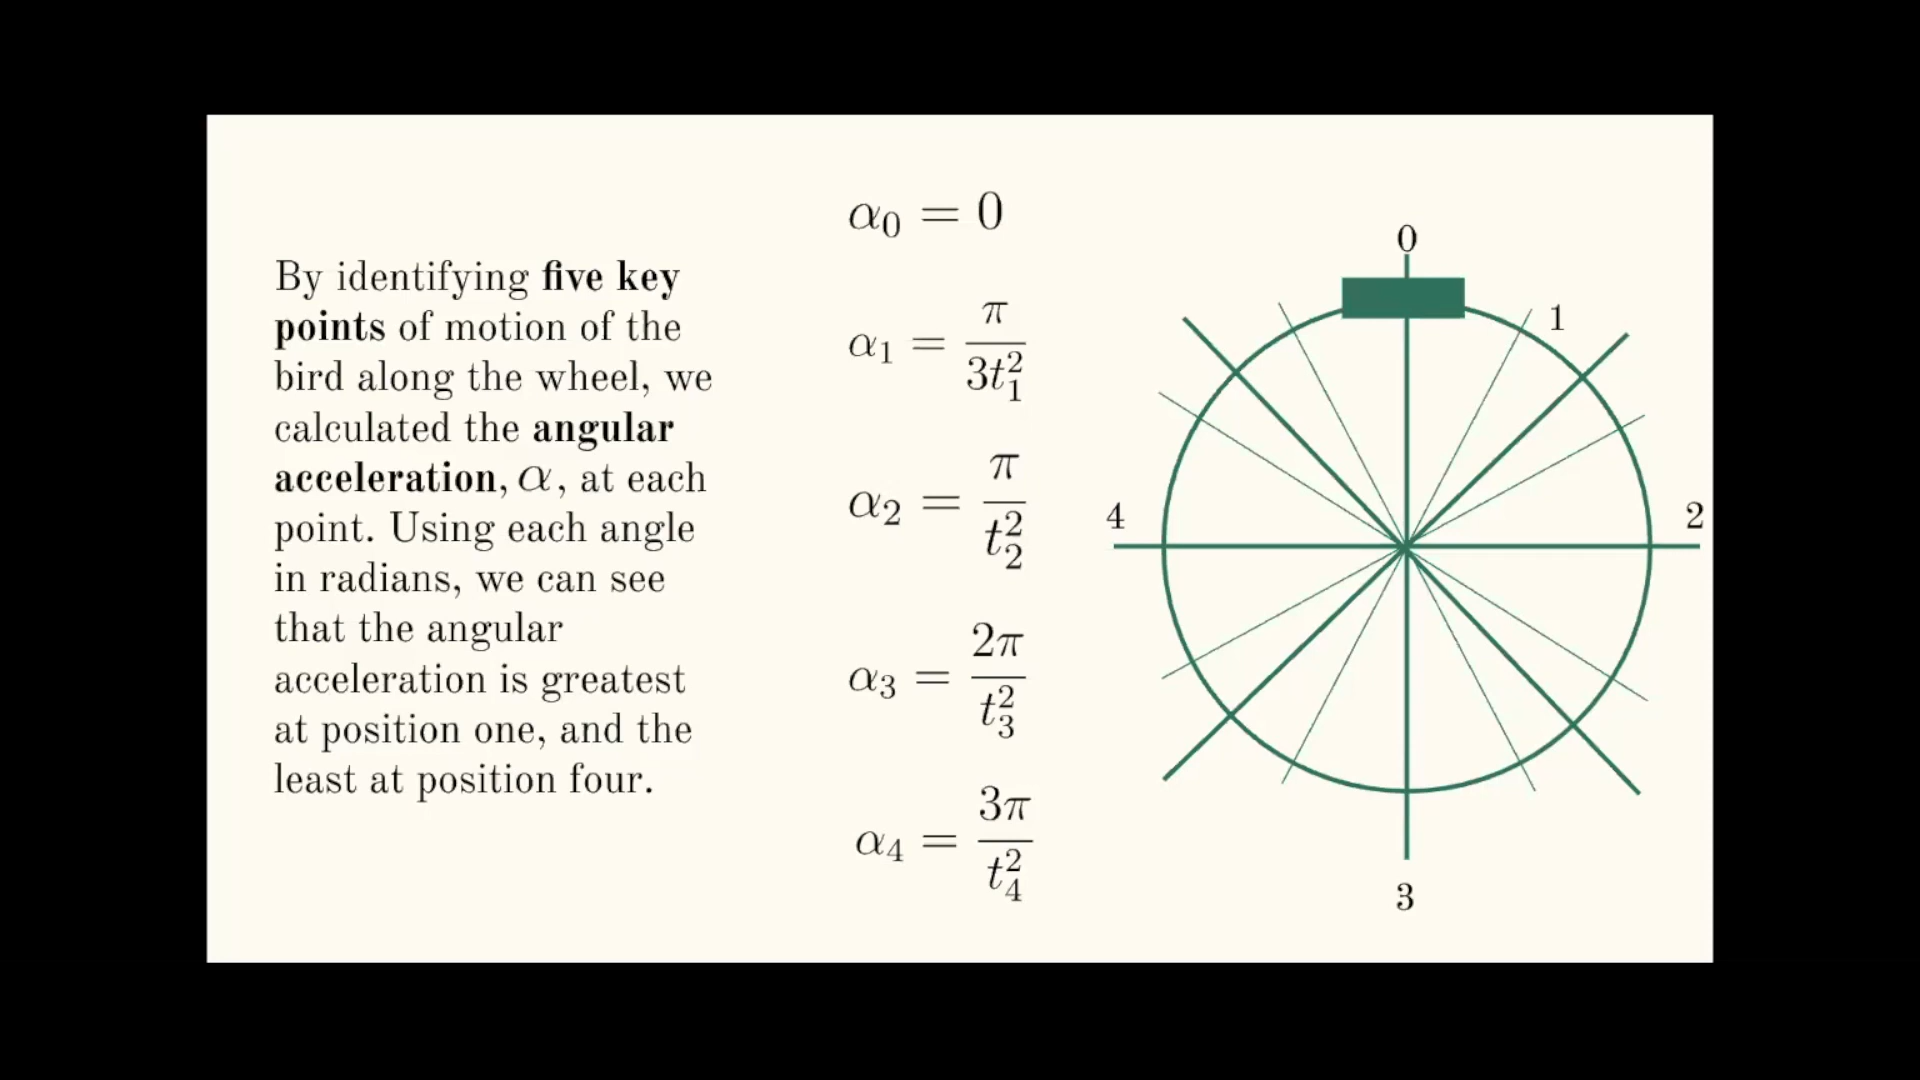 By identifying five key
points of motion of the
bird along the wheel, we
calculated the angular
acceleration, α, at each
point. Using each angle
in radians, we can see
that the angular
acceleration is greatest
at position one, and the
least at position four.
α₀ = 0
α₁ = π / 3t₁²
α₂ = π / t₂²
α₃ = 2π / t₃²
α₄ = 3π / t₄²
0
1
4
2
3